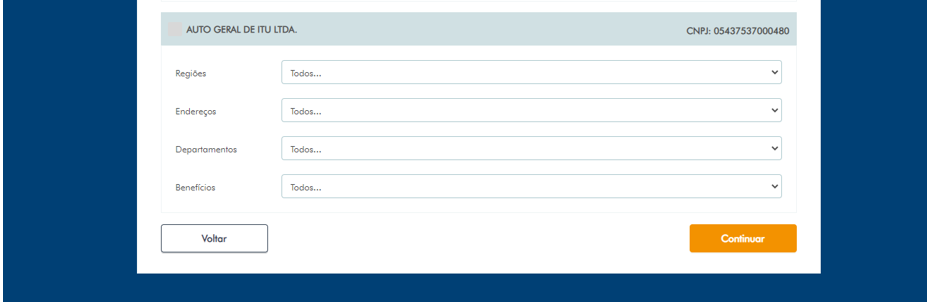 AUTO GERAL DE ITU LTDA. CNPJ: 05437537000480
Regiões Todos...
Endereços Todos...
Departamentos Todos...
Benefícios Todos...
Voltar Continuar